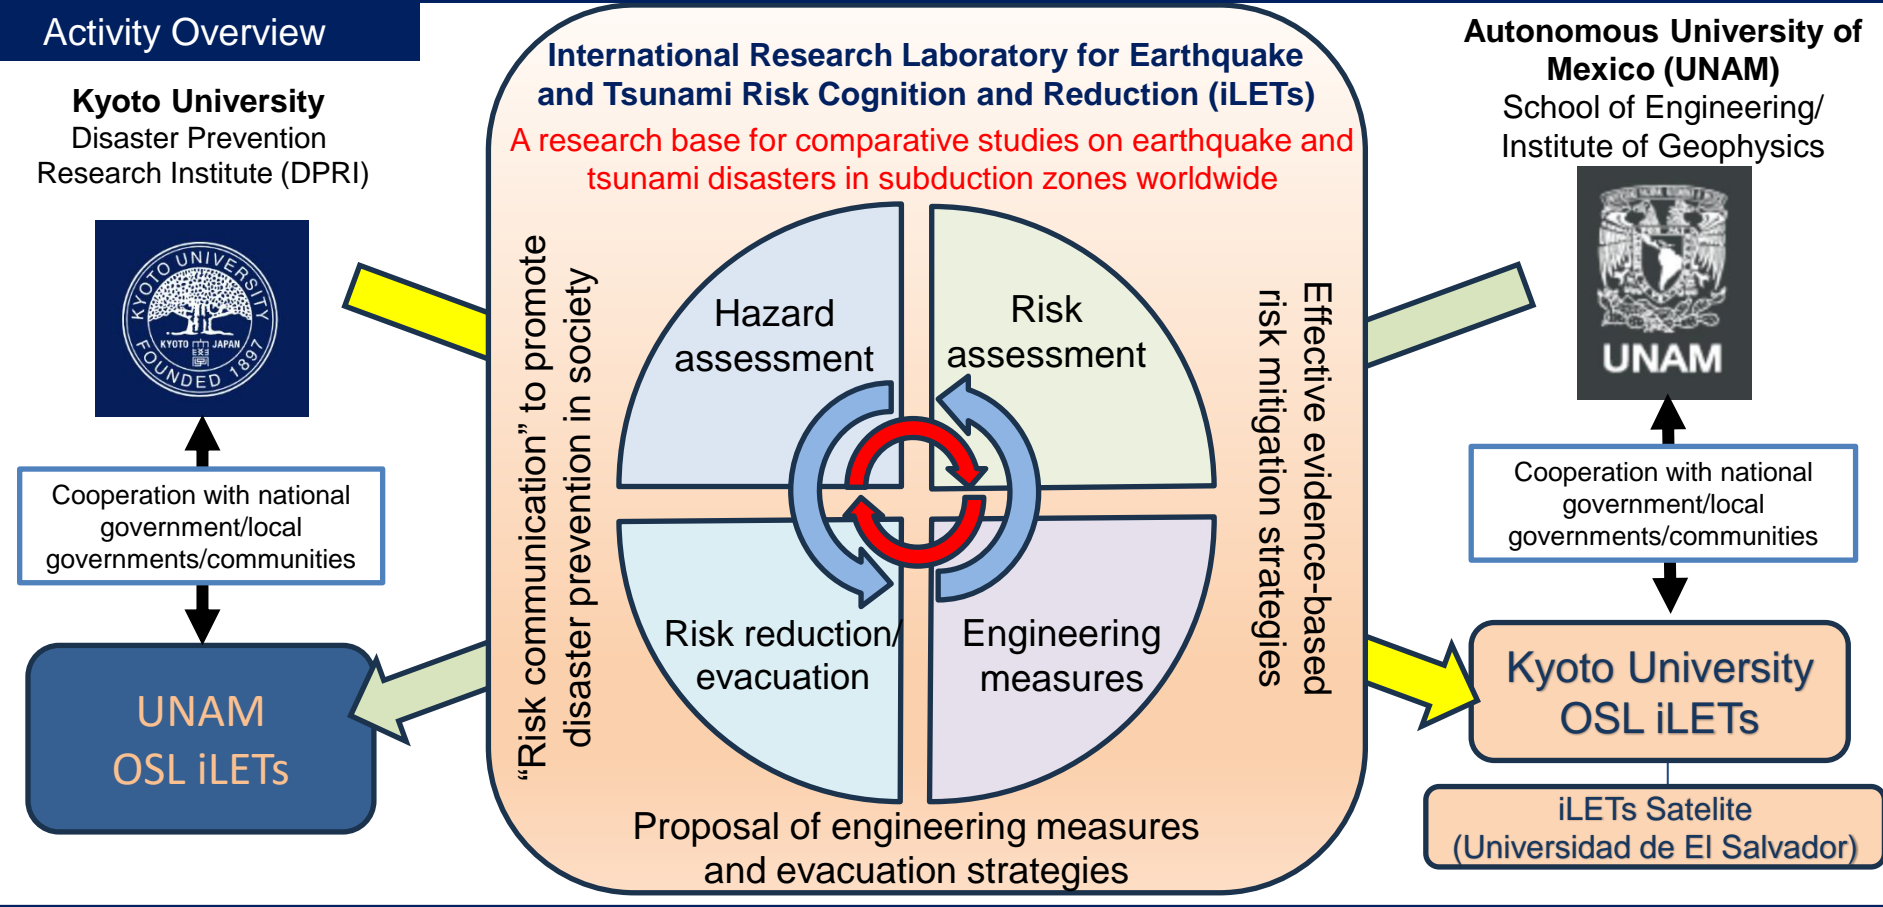 Activity Overview
Kyoto University
Disaster Prevention
Research Institute (DPRI)
KYOTO UNIVERSITY
KYOTO JAPAN
FOUNDED 1897
Cooperation with national
government/local
governments/communities
UNAM
OSL iLETs
International Research Laboratory for Earthquake
and Tsunami Risk Cognition and Reduction (iLETs)
A research base for comparative studies on earthquake and
tsunami disasters in subduction zones worldwide
“Risk communication” to promote
disaster prevention in society
Hazard
assessment
Risk
assessment
Risk reduction/
evacuation
Engineering
measures
Effective evidence-based
risk mitigation strategies
Proposal of engineering measures
and evacuation strategies
Autonomous University of
Mexico (UNAM)
School of Engineering/
Institute of Geophysics
UNAM
Cooperation with national
government/local
governments/communities
Kyoto University
OSL iLETs
iLETs Satelite
(Universidad de El Salvador)